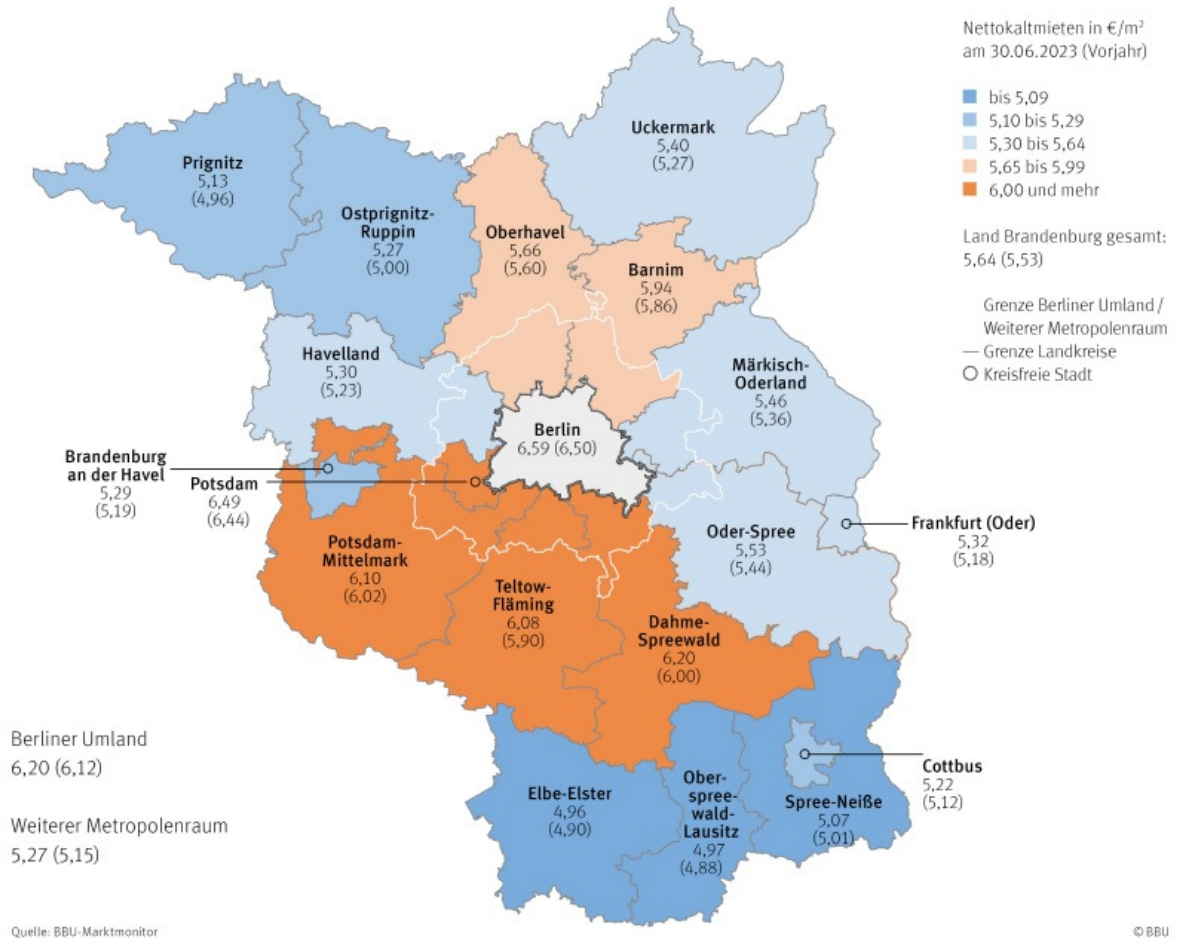 Nettokaltmieten in €/m²
am 30.06.2023 (Vorjahr)
bis 5,09
5,10 bis 5,29
5,30 bis 5,64
5,65 bis 5,99
6,00 und mehr
Land Brandenburg gesamt:
5,64 (5,53)
Grenze Berliner Umland /
Weiterer Metropolenraum
Grenze Landkreise
Kreisfreie Stadt
Uckermark
5,40
(5,27)
Prignitz
5,13
(4,96)
Ostprignitz-
Ruppin
5,27
(5,00)
Oberhavel
5,66
(5,60)
Barnim
5,94
(5,86)
Havelland
5,30
(5,23)
Märkisch-
Oderland
5,46
(5,36)
Berlin
6,59 (6,50)
Brandenburg
an der Havel
5,29
(5,19)
Potsdam
6,49
(6,44)
Potsdam-
Mittelmark
6,10
(6,02)
Teltow-
Fläming
6,08
(5,90)
Dahme-
Spreewald
6,20
(6,00)
Oder-Spree
5,53
(5,44)
Frankfurt (Oder)
5,32
(5,18)
Berliner Umland
6,20 (6,12)
Weiterer Metropolenraum
5,27 (5,15)
Elbe-Elster
4,96
(4,90)
Ober-
spree-
wald-
Lausitz
4,97
(4,88)
Spree-Neiße
5,07
(5,01)
Cottbus
5,22
(5,12)
Quelle: BBU-Marktmonitor
© BBU